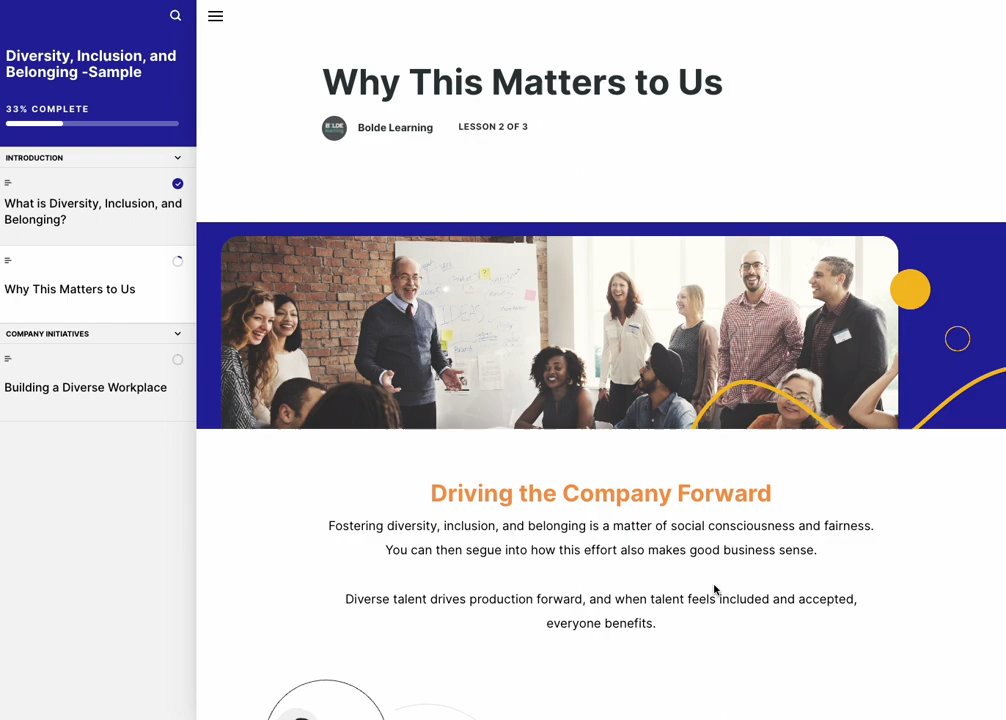 Diversity, Inclusion, and
Belonging -Sample
33% COMPLETE
INTRODUCTION
What is Diversity, Inclusion, and
Belonging?
Why This Matters to Us
COMPANY INITIATIVES
Building a Diverse Workplace
Why This Matters to Us
Bolde Learning
LESSON 2 OF 3
Driving the Company Forward
Fostering diversity, inclusion, and belonging is a matter of social consciousness and fairness.
You can then segue into how this effort also makes good business sense.
Diverse talent drives production forward, and when talent feels included and accepted,
everyone benefits.